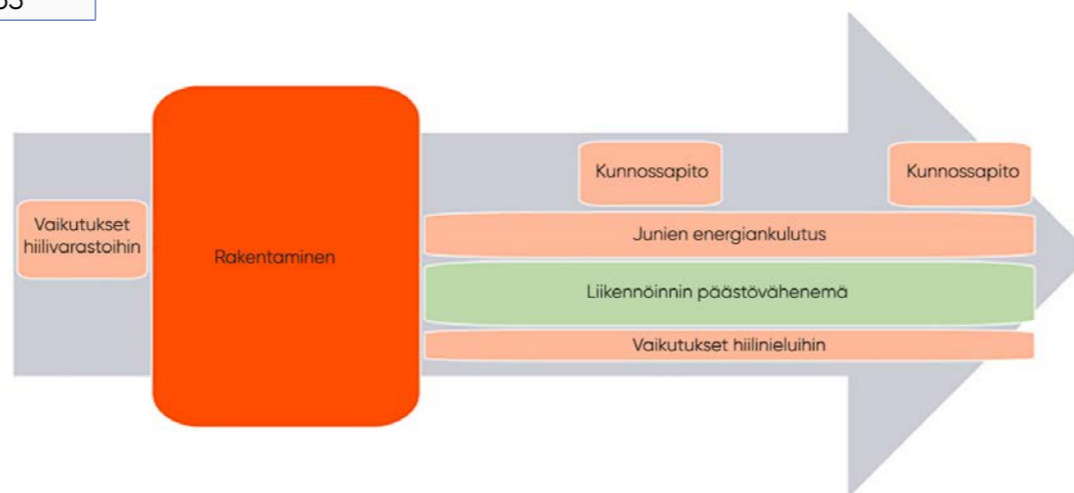 Kunnossapito
Kunnossapito
Vaikutukset
hiilivarastoihin
Rakentaminen
Junien energiankulutus
Liikennöinnin päästövähenemä
Vaikutukset hiilinieluihin